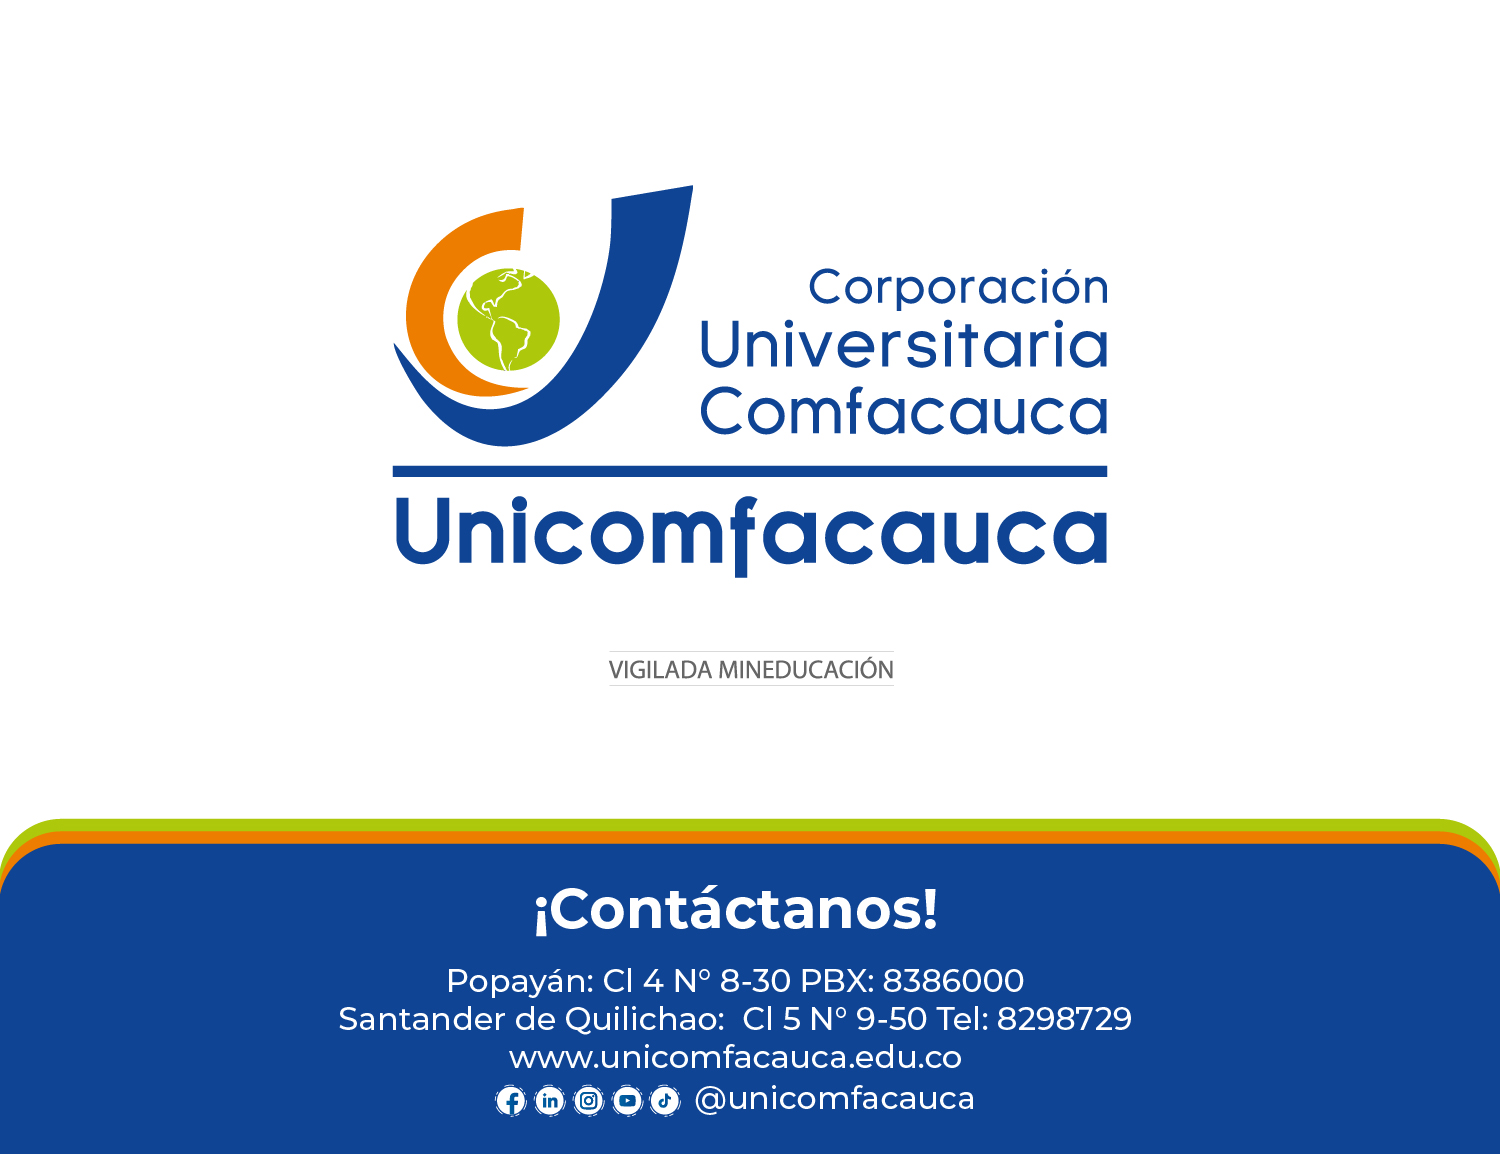 Corporación
Universitaria
Comfacauca
Unicomfacauca
VIGILADA MINEDUCACIÓN
¡Contáctanos!
Popayán: Cl 4 N° 8-30 PBX: 8386000
Santander de Quilichao:  Cl 5 N° 9-50 Tel: 8298729
www.unicomfacauca.edu.co
@unicomfacauca